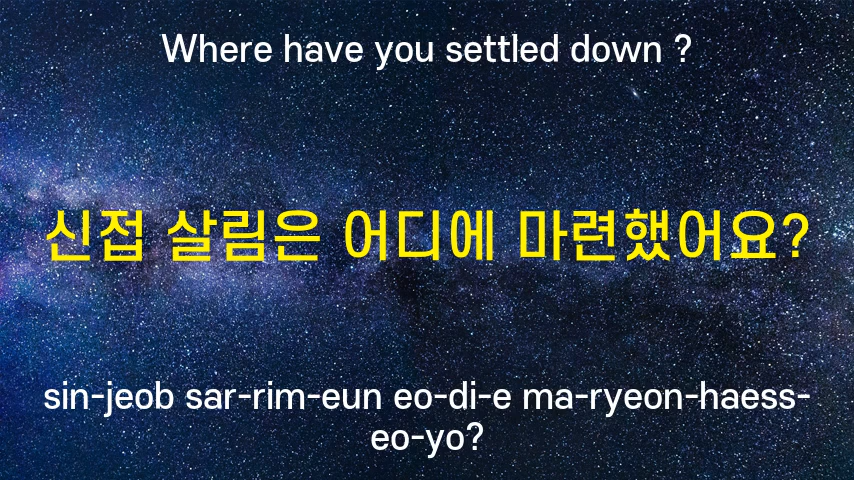 Where have you settled down ?
신접 살림은 어디에 마련했어요?
sin-jeob sar-rim-eun eo-di-e ma-ryeon-haess-
eo-yo?